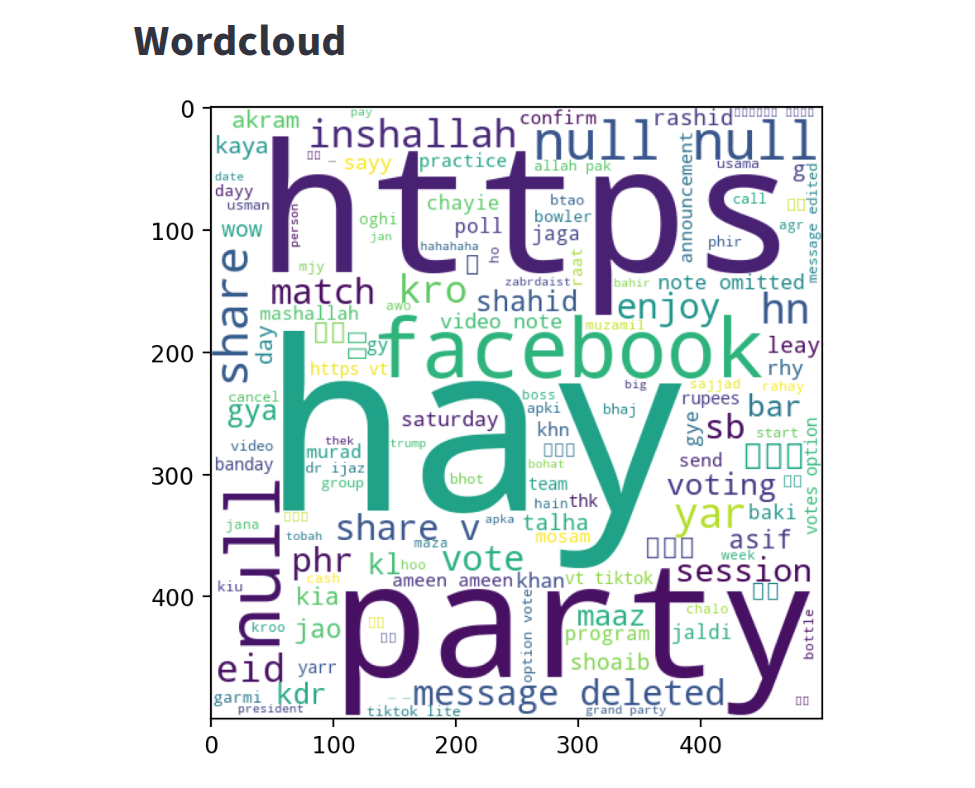 Wordcloud
0
100
200
300
400
0
100
200
300
400
akram
pay
confirm
rashid
kaya
inshallah
null null
sayy
practice
allah pak
usama
g
date
dayy
usman
https
person
wow
oghi
jan
chayie
poll
btao
bowler
jaga
hahahaha
ho
raat
announcement
call
agr
phir
message edited
mjy
zabrdaist
bahir
note omitted
share
match
kro
shahid
enjoy
hn
awo
mashallah
video note
muzamil
day
gy
facebook
leay
https vt
rhy
cancel
gya
hay
boss
big
sajjad
rahay
saturday
apki
bhaj
rupees
bar
khn
gye
sb
start
video
thek
murad
trump
banday
dr ijaz
bohat
send
votes option
group
bhot
team
voting
null
hain
thk
yar
baki
jana
tobah
share v
apka
talha
maza
mosam
asif
week
phr
kl
hoo
vote
session
kiu
cash
ameen ameen
khan
vt tiktok
kia
party
option vote
maaz
chalo
bottle
kroo
jao
program
jaldi
eid
yarr
shoaib
garmi
kdr
message deleted
president
tiktok lite
grand party